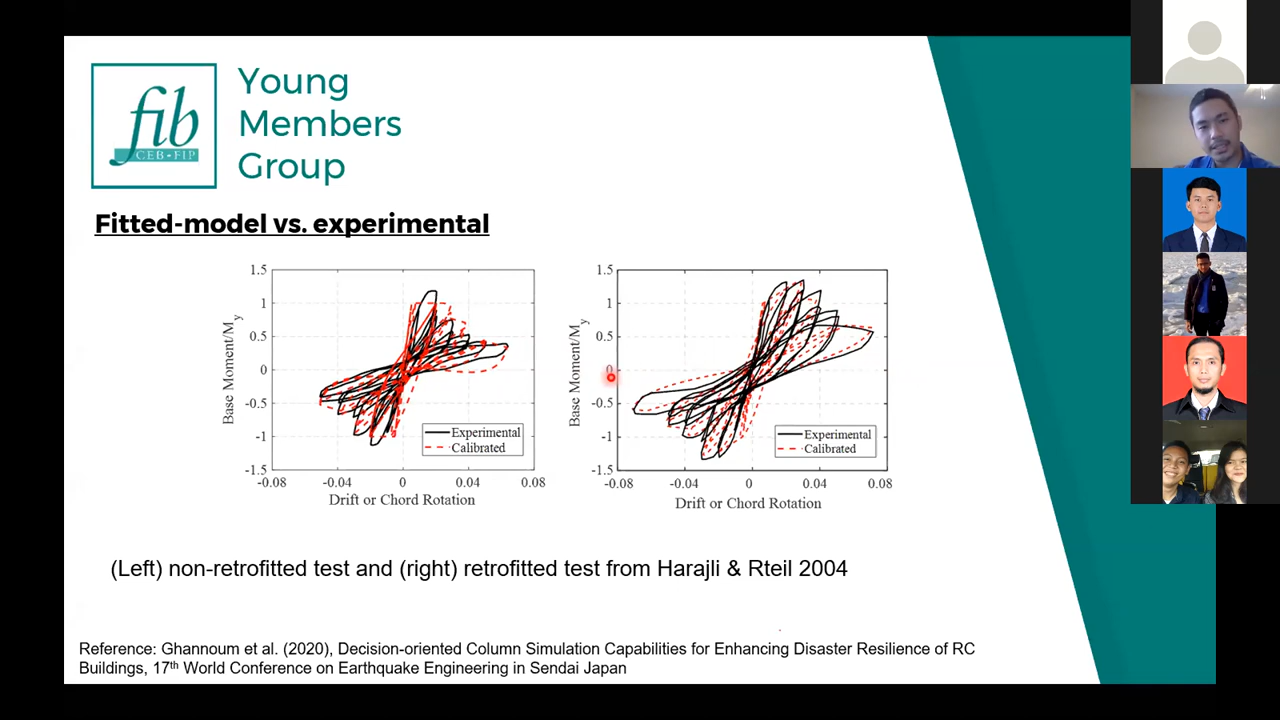 fib
CEB-FIP
Young
Members
Group
Fitted-model vs. experimental
1.5
1
0.5
0
-0.5
-1
-1.5
Base Moment/My
-0.08
-0.04
0
0.04
0.08
Drift or Chord Rotation
Experimental
Calibrated
1.5
1
0.5
0
-0.5
-1
-1.5
Base Moment/My
-0.08
-0.04
0
0.04
0.08
Drift or Chord Rotation
Experimental
Calibrated
(Left) non-retrofitted test and (right) retrofitted test from Harajli & Rteil 2004
Reference: Ghannoum et al. (2020), Decision-oriented Column Simulation Capabilities for Enhancing Disaster Resilience of RC
Buildings, 17th World Conference on Earthquake Engineering in Sendai Japan